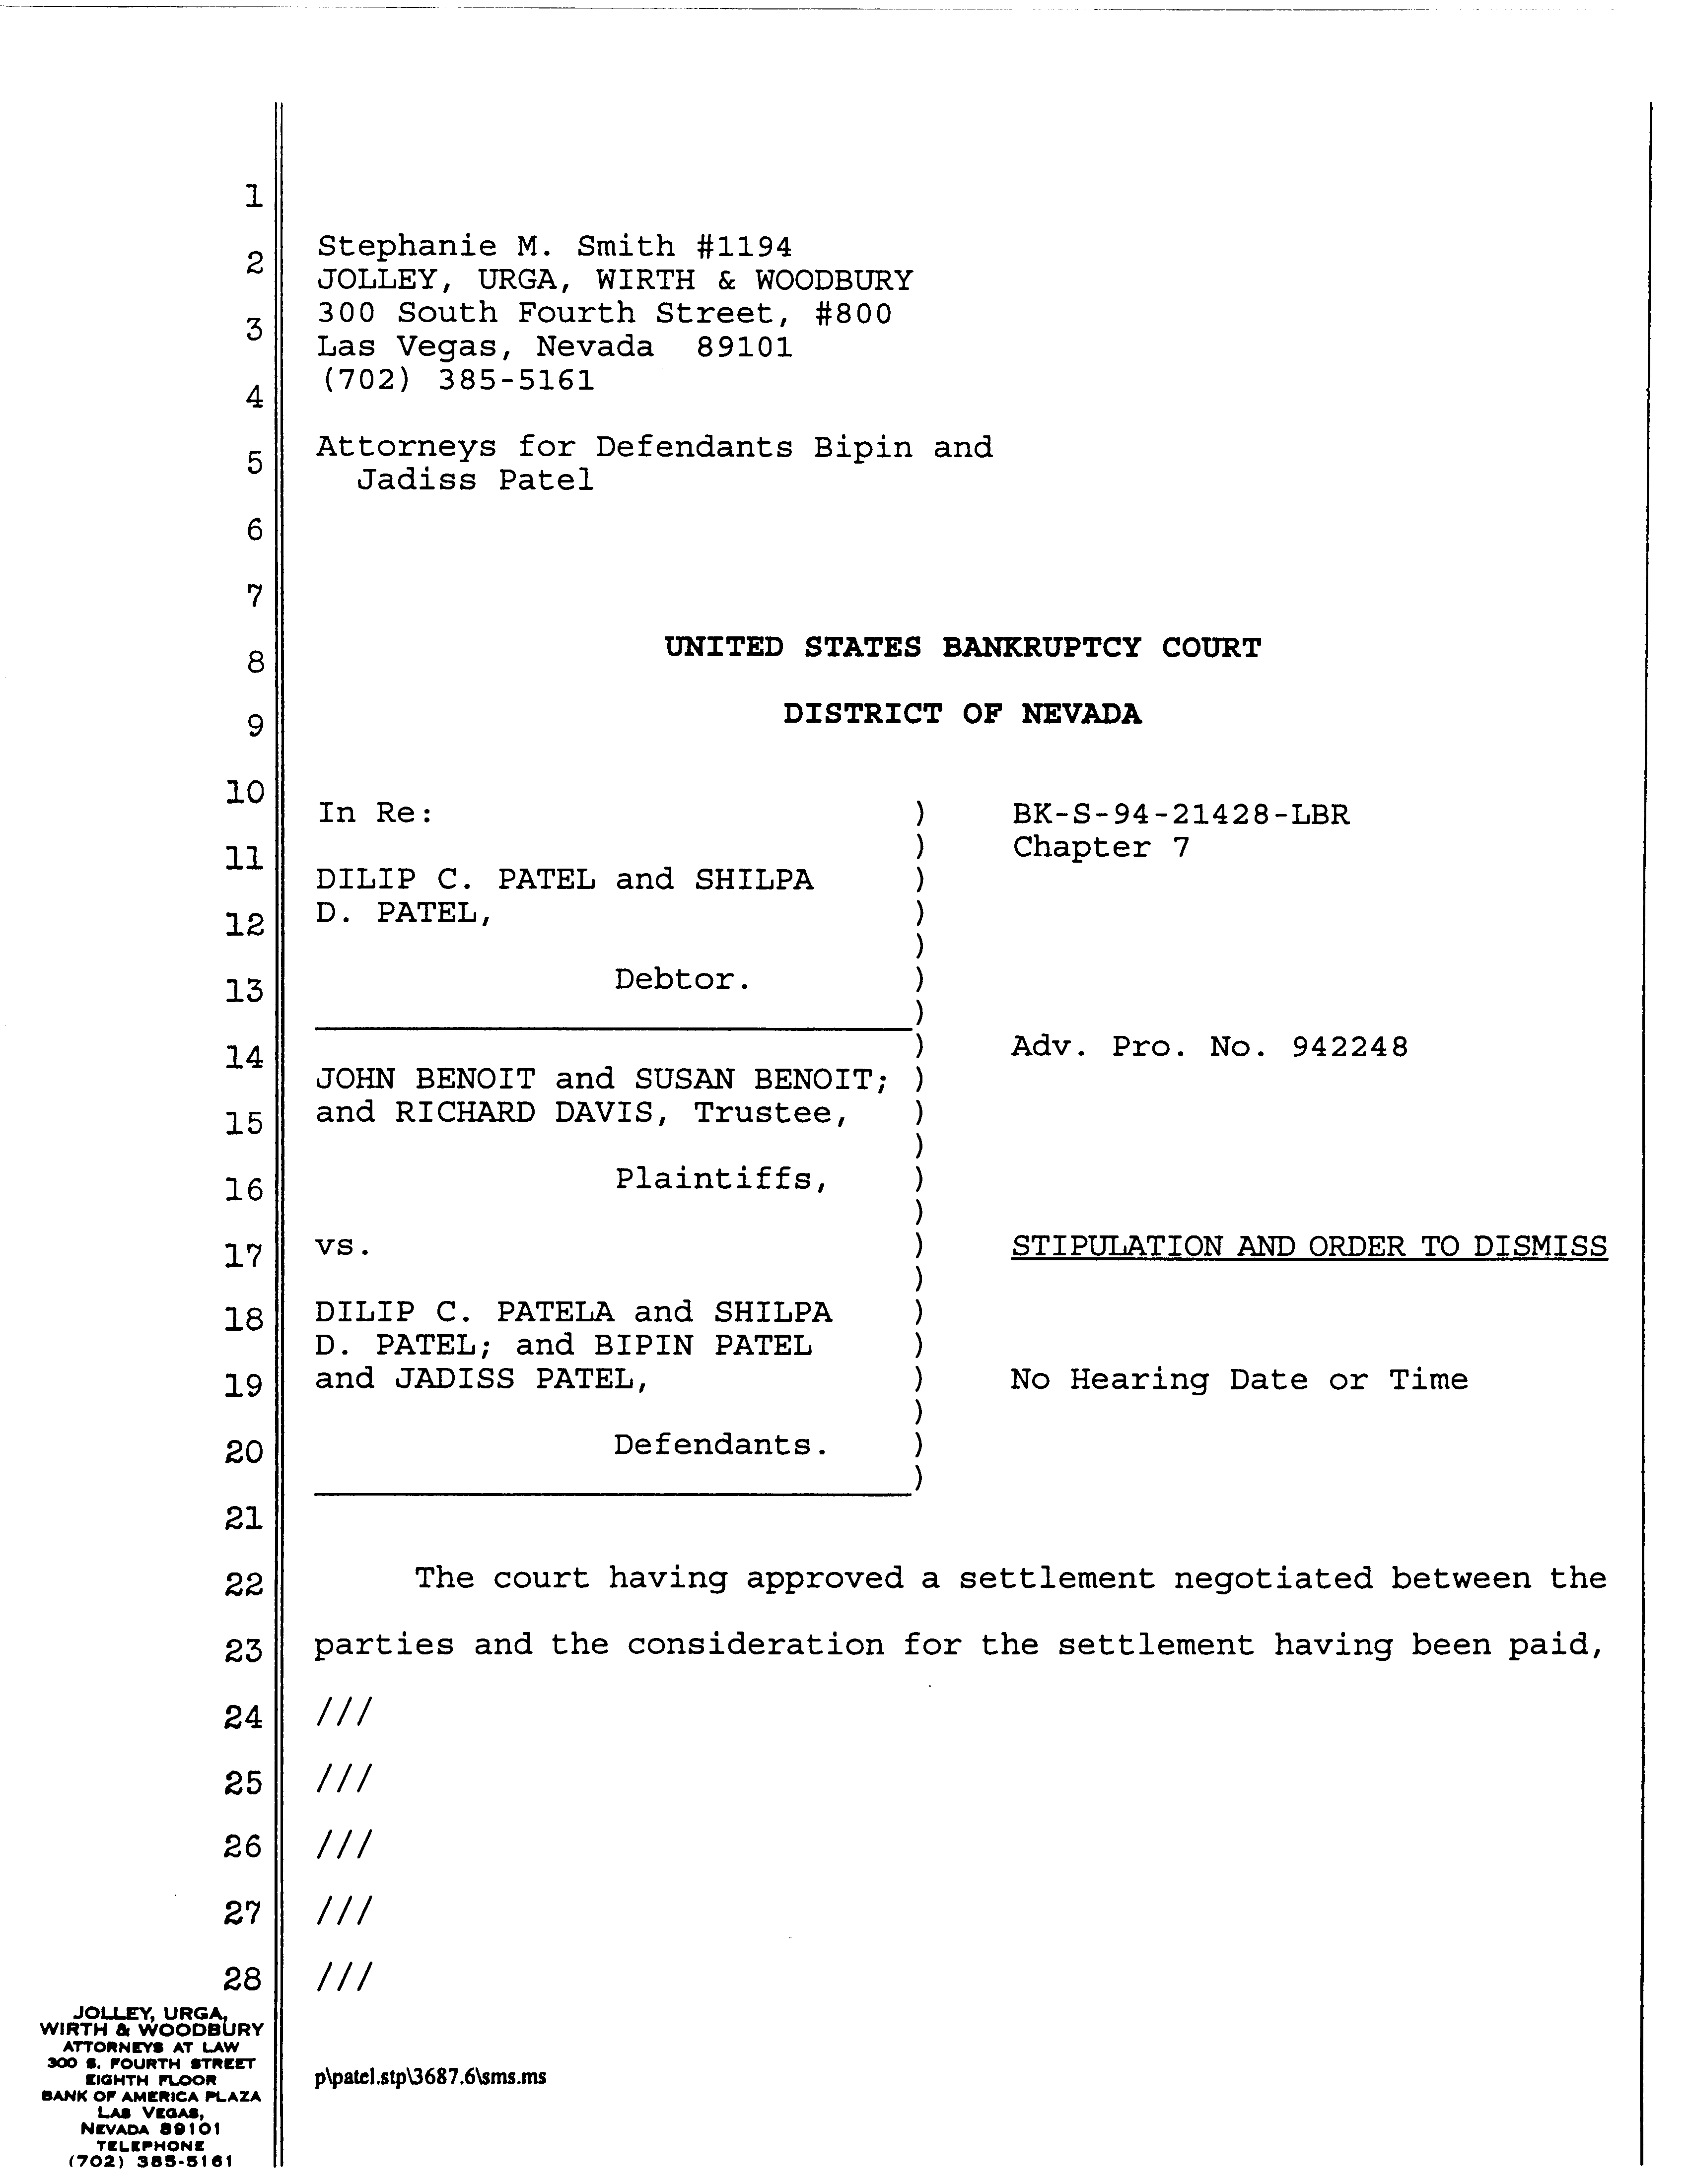 1
2
3
4
5
6
7
8
9
10
11
12
13
14
15
16
17
18
19
20
21
22
23
24
25
26
27
28
Stephanie M. Smith #1194
JOLLEY, URGA, WIRTH & WOODBURY
300 South Fourth Street, #800
Las Vegas, Nevada 89101
(702) 385-5161
Attorneys for Defendants Bipin and
Jadiss Patel
UNITED STATES BANKRUPTCY COURT
DISTRICT OF NEVADA
In Re: ) BK-S-94-21428-LBR
) Chapter 7
DILIP C. PATEL and SHILPA )
D. PATEL, )
)
Debtor. )
)
) Adv. Pro. No. 942248
JOHN BENOIT and SUSAN BENOIT; )
and RICHARD DAVIS, Trustee, )
)
Plaintiffs, )
)
vs. ) STIPULATION AND ORDER TO DISMISS
)
DILIP C. PATELA and SHILPA )
D. PATEL; and BIPIN PATEL )
and JADISS PATEL, ) No Hearing Date or Time
)
Defendants. )
)
The court having approved a settlement negotiated between the
parties and the consideration for the settlement having been paid,
///
///
///
///
///
JOLLEY, URGA,
WIRTH & WOODBURY
ATTORNEYS AT LAW
300 S. FOURTH STREET
EIGHTH FLOOR
BANK OF AMERICA PLAZA
LAS VEGAS,
NEVADA 89101
TELEPHONE
(702) 385-5161
p\patel.stp\3687.6\sms.ms